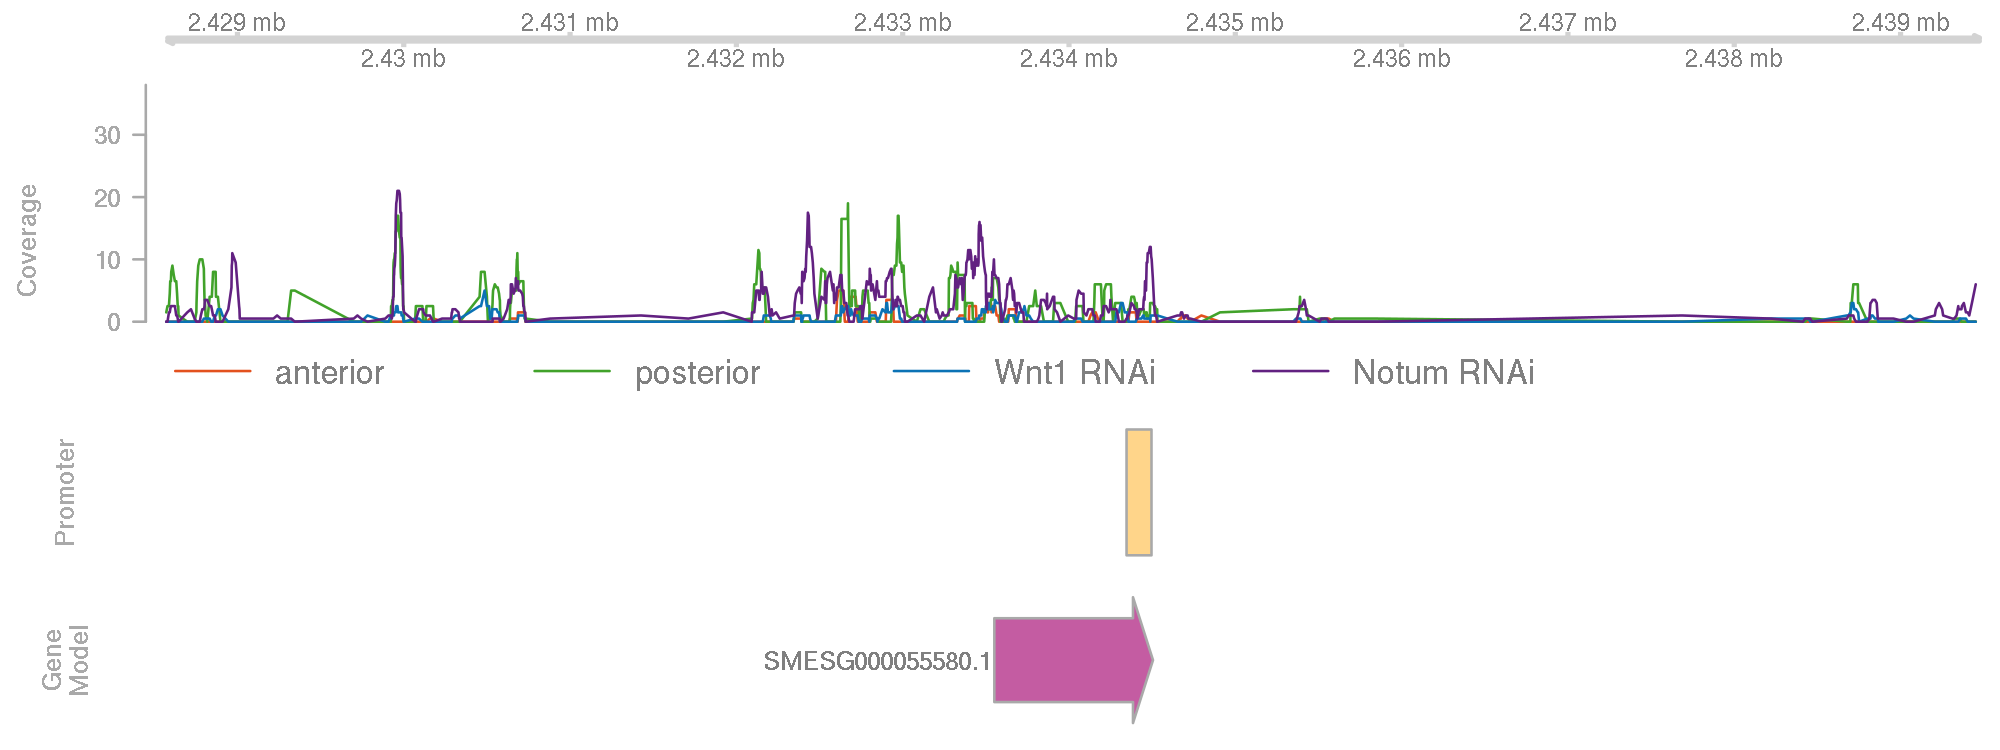 2.429 mb 2.431 mb 2.433 mb 2.435 mb 2.437 mb 2.439 mb
2.43 mb 2.432 mb 2.434 mb 2.436 mb 2.438 mb
30
20
10
0
Coverage
anterior posterior Wnt1 RNAi Notum RNAi
Promoter
Gene
Model
SMESG000055580.1